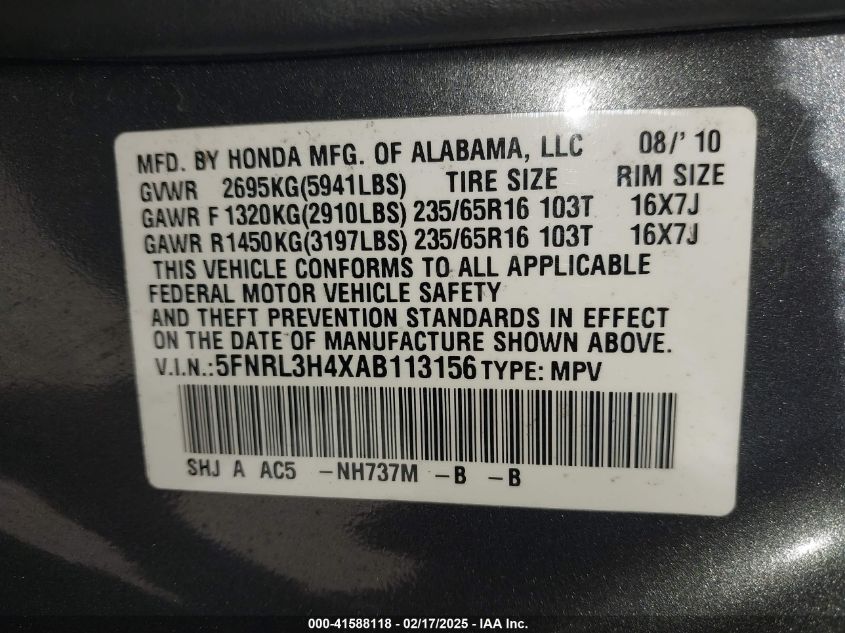 MFD. BY HONDA MFG. OF ALABAMA, LLC 08/' 10
GVWR 2695KG(5941LBS) TIRE SIZE RIM SIZE
GAWR F 1320KG(2910LBS) 235/65R16 103T 16X7J
GAWR R1450KG(3197LBS) 235/65R16 103T 16X7J
THIS VEHICLE CONFORMS TO ALL APPLICABLE
FEDERAL MOTOR VEHICLE SAFETY
AND THEFT PREVENTION STANDARDS IN EFFECT
ON THE DATE OF MANUFACTURE SHOWN ABOVE.
V.I.N.:5FNRL3H4XAB113156 TYPE: MPV
SHJ A AC5 -NH737M -B -B
000-41588118 - 02/17/2025 - IAA Inc.